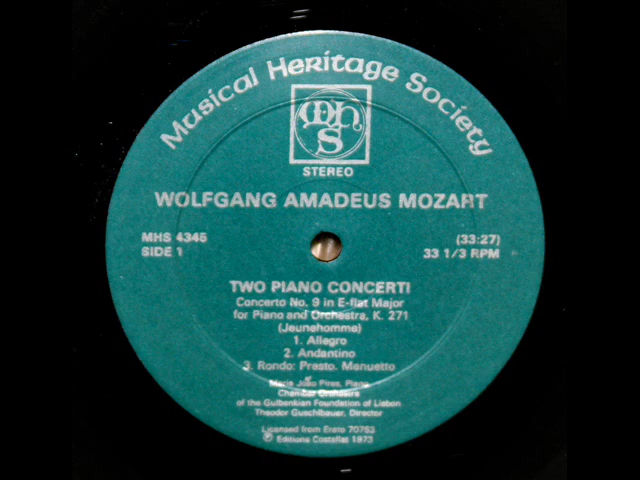 Musical Heritage Society
MHS
STEREO
WOLFGANG AMADEUS MOZART
MHS 4345 (33:27)
SIDE 1 33 1/3 RPM
TWO PIANO CONCERTI
Concerto No. 9 in E-flat Major
for Piano and Orchestra, K. 271
(Jeunehomme)
1. Allegro
2. Andantino
3. Rondo: Presto. Menuetto
Maria João Pires, Piano
Chamber Orchestra
of the Gulbenkian Foundation of Lisbon
Theodor Guschlbauer, Director
Licensed from Erato 70763
℗ Editions Costallat 1973